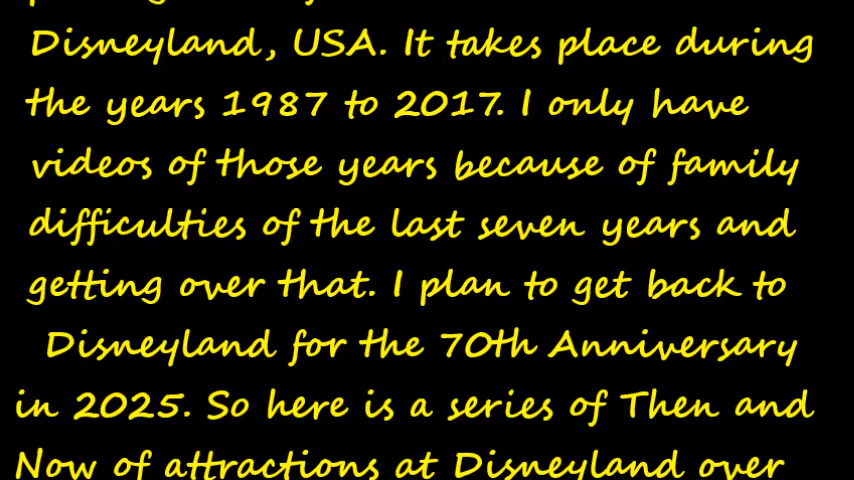 Disneyland, USA. It takes place during
the years 1987 to 2017. I only have
videos of those years because of family
difficulties of the last seven years and
getting over that. I plan to get back to
Disneyland for the 70th Anniversary
in 2025. So here is a series of Then and
Now of attractions at Disneyland over